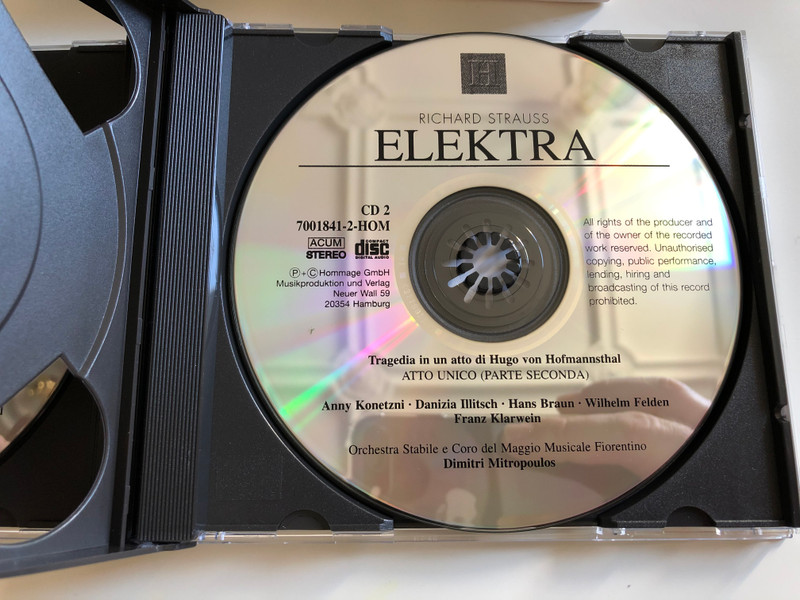 H
RICHARD STRAUSS
ELEKTRA
CD 2
7001841-2-HOM
ACUM
STEREO
COMPACT
disc
DIGITAL AUDIO
Ⓟ+Ⓒ Hommage GmbH
Musikproduktion und Verlag
Neuer Wall 59
20354 Hamburg
All rights of the producer and
of the owner of the recorded
work reserved. Unauthorised
copying, public performance,
lending, hiring and
broadcasting of this record
prohibited.
Tragedia in un atto di Hugo von Hofmannsthal
ATTO UNICO (PARTE SECONDA)
Anny Konetzni · Danizia Illitsch · Hans Braun · Wilhelm Felden
Franz Klarwein
Orchestra Stabile e Coro del Maggio Musicale Fiorentino
Dimitri Mitropoulos